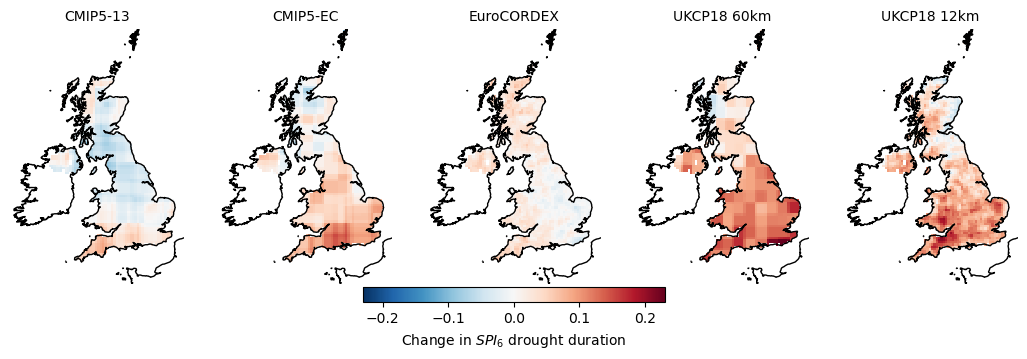 CMIP5-13 CMIP5-EC EuroCORDEX UKCP18 60km UKCP18 12km
−0.2 −0.1 0.0 0.1 0.2
Change in SPI₆ drought duration